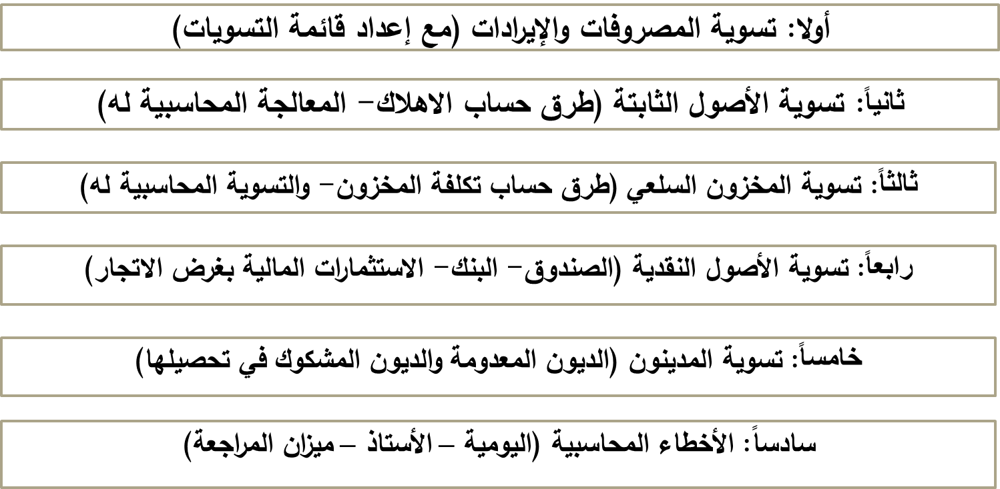 أولا: تسوية المصروفات والإيرادات (مع إعداد قائمة التسويات)
ثانياً: تسوية الأصول الثابتة (طرق حساب الاهلاك- المعالجة المحاسبية له)
ثالثاً: تسوية المخزون السلعي (طرق حساب تكلفة المخزون- والتسوية المحاسبية له)
رابعاً: تسوية الأصول النقدية (الصندوق- البنك- الاستثمارات المالية بغرض الاتجار)
خامساً: تسوية المدينون (الديون المعدومة والديون المشكوك في تحصيلها)
سادساً: الأخطاء المحاسبية (اليومية – الأستاذ – ميزان المراجعة)